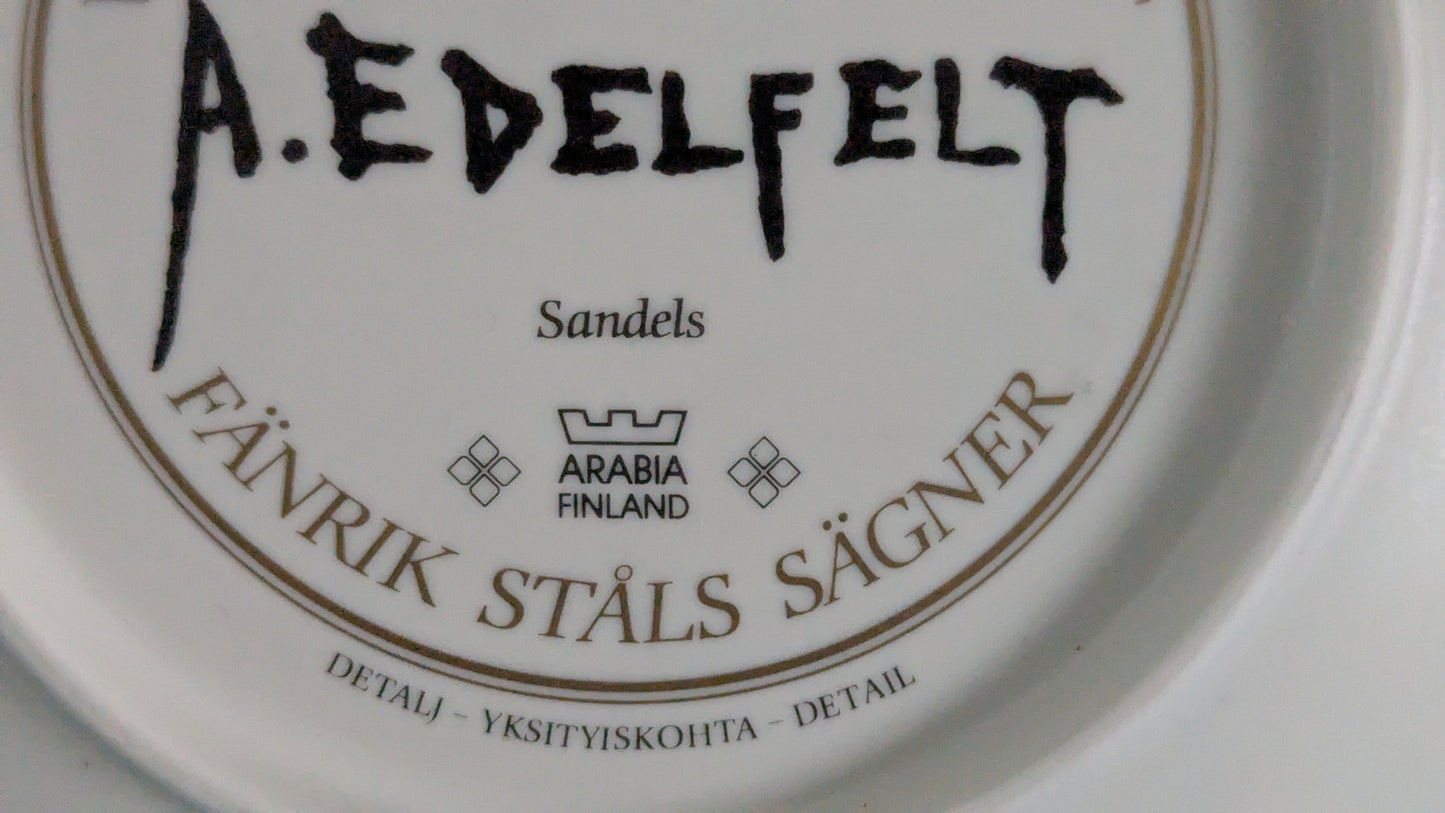 A. EDELFELT
Sandels
ARABIA
FINLAND
FÄNRIK STÅLS SÄGNER
DETALJ – YKSITYISKOHTA – DETAIL